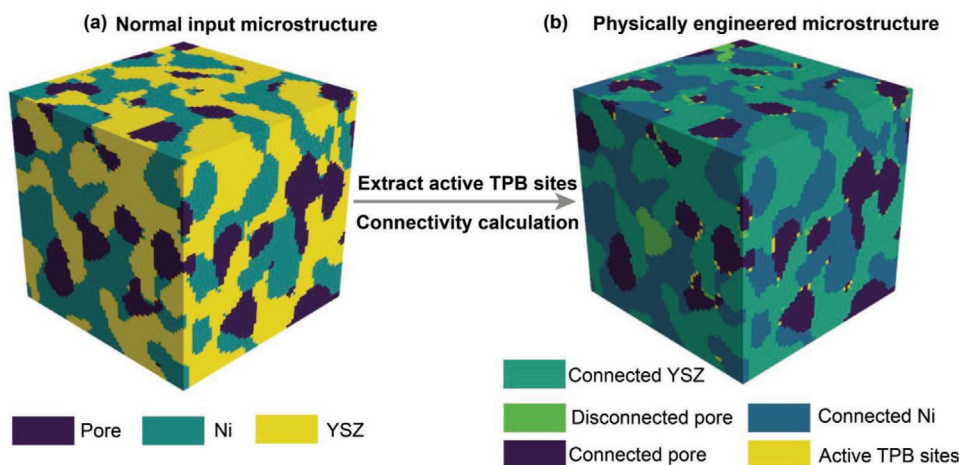 (a) Normal input microstructure
(b) Physically engineered microstructure
Extract active TPB sites
Connectivity calculation
Pore
Ni
YSZ
Connected YSZ
Disconnected pore
Connected Ni
Connected pore
Active TPB sites